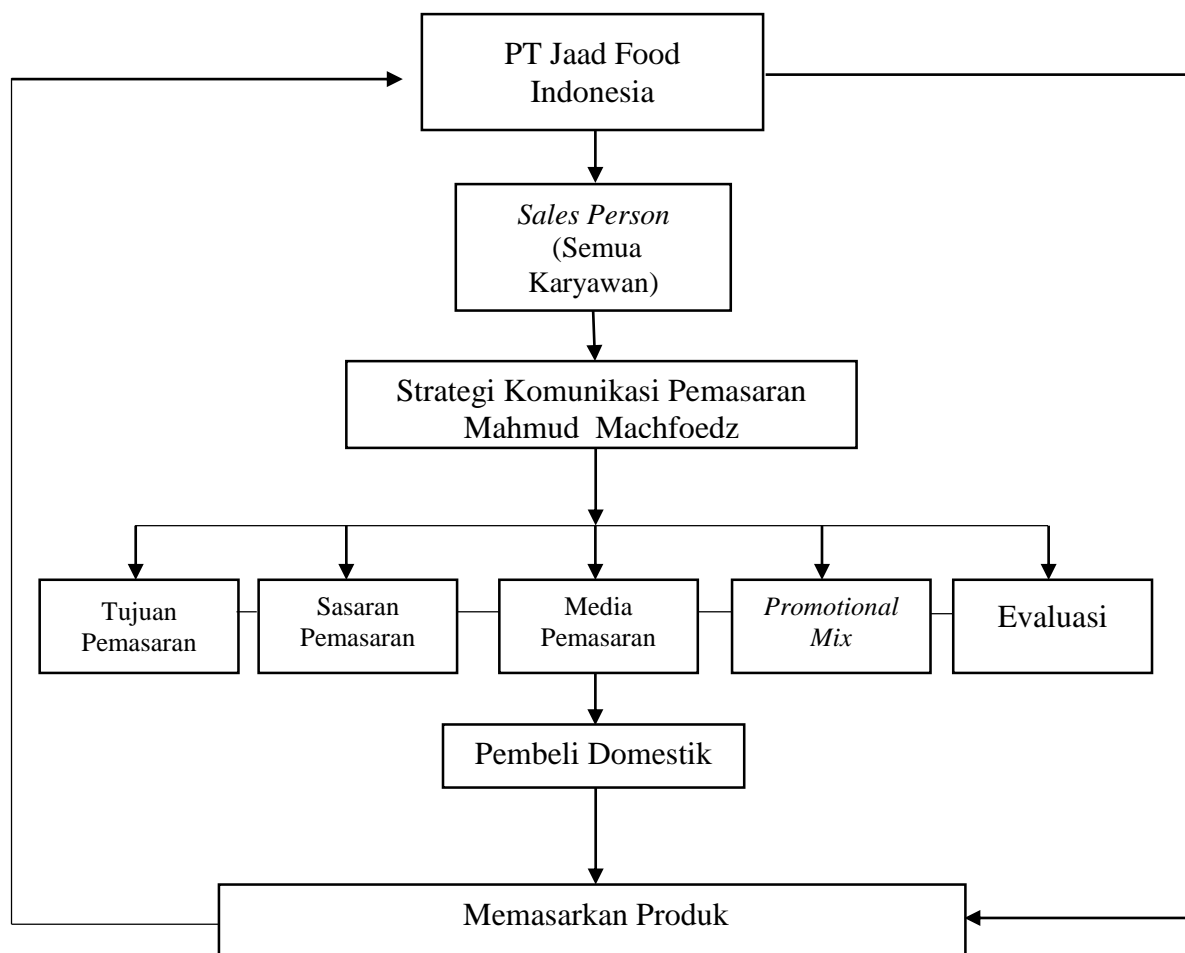 PT Jaad Food
Indonesia
Sales Person
(Semua
Karyawan)
Strategi Komunikasi Pemasaran
Mahmud Machfoedz
Tujuan
Pemasaran
Sasaran
Pemasaran
Media
Pemasaran
Promotional
Mix
Evaluasi
Pembeli Domestik
Memasarkan Produk